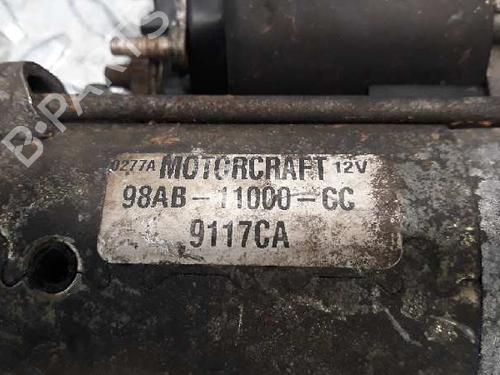 B-PARTS
0277A MOTORCRAFT 12V
98AB-11000-CC
9117CA